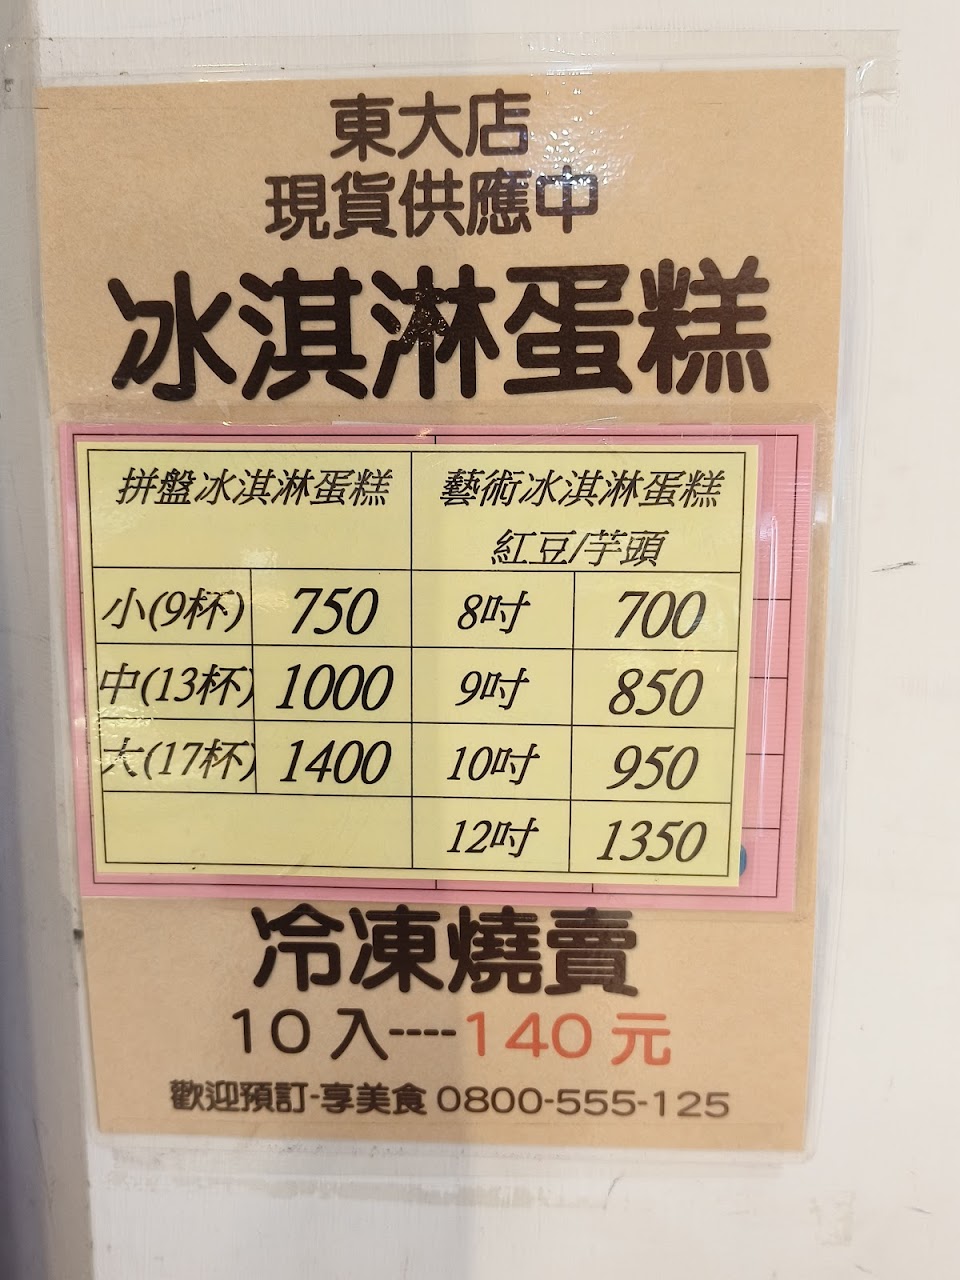 東大店
現貨供應中
冰淇淋蛋糕
拼盤冰淇淋蛋糕 藝術冰淇淋蛋糕
紅豆/芋頭
小(9杯) 750 8吋 700
中(13杯) 1000 9吋 850
大(17杯) 1400 10吋 950
12吋 1350
冷凍燒賣
10入----140元
歡迎預訂-享美食 0800-555-125